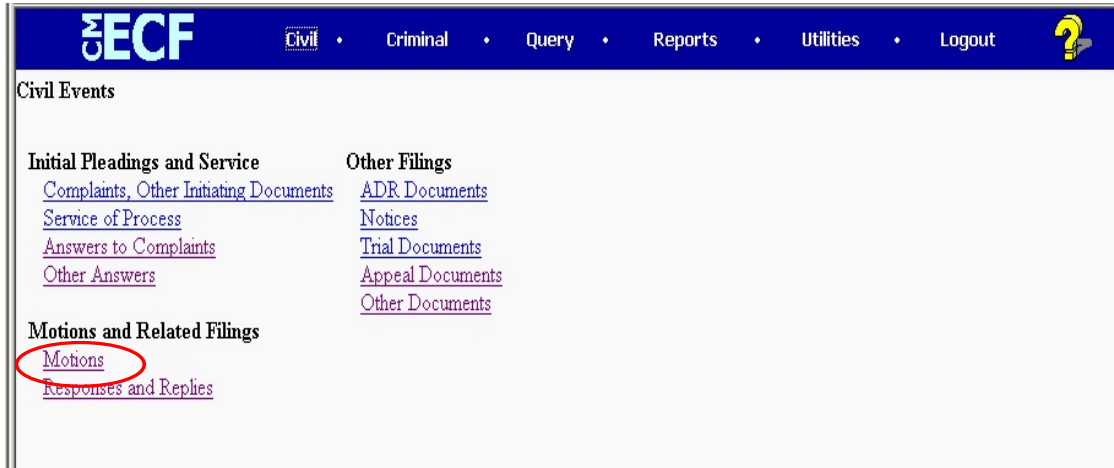 CM ECF Civil • Criminal • Query • Reports • Utilities • Logout ?
Civil Events
Initial Pleadings and Service
Complaints, Other Initiating Documents
Service of Process
Answers to Complaints
Other Answers
Motions and Related Filings
Motions
Responses and Replies
Other Filings
ADR Documents
Notices
Trial Documents
Appeal Documents
Other Documents